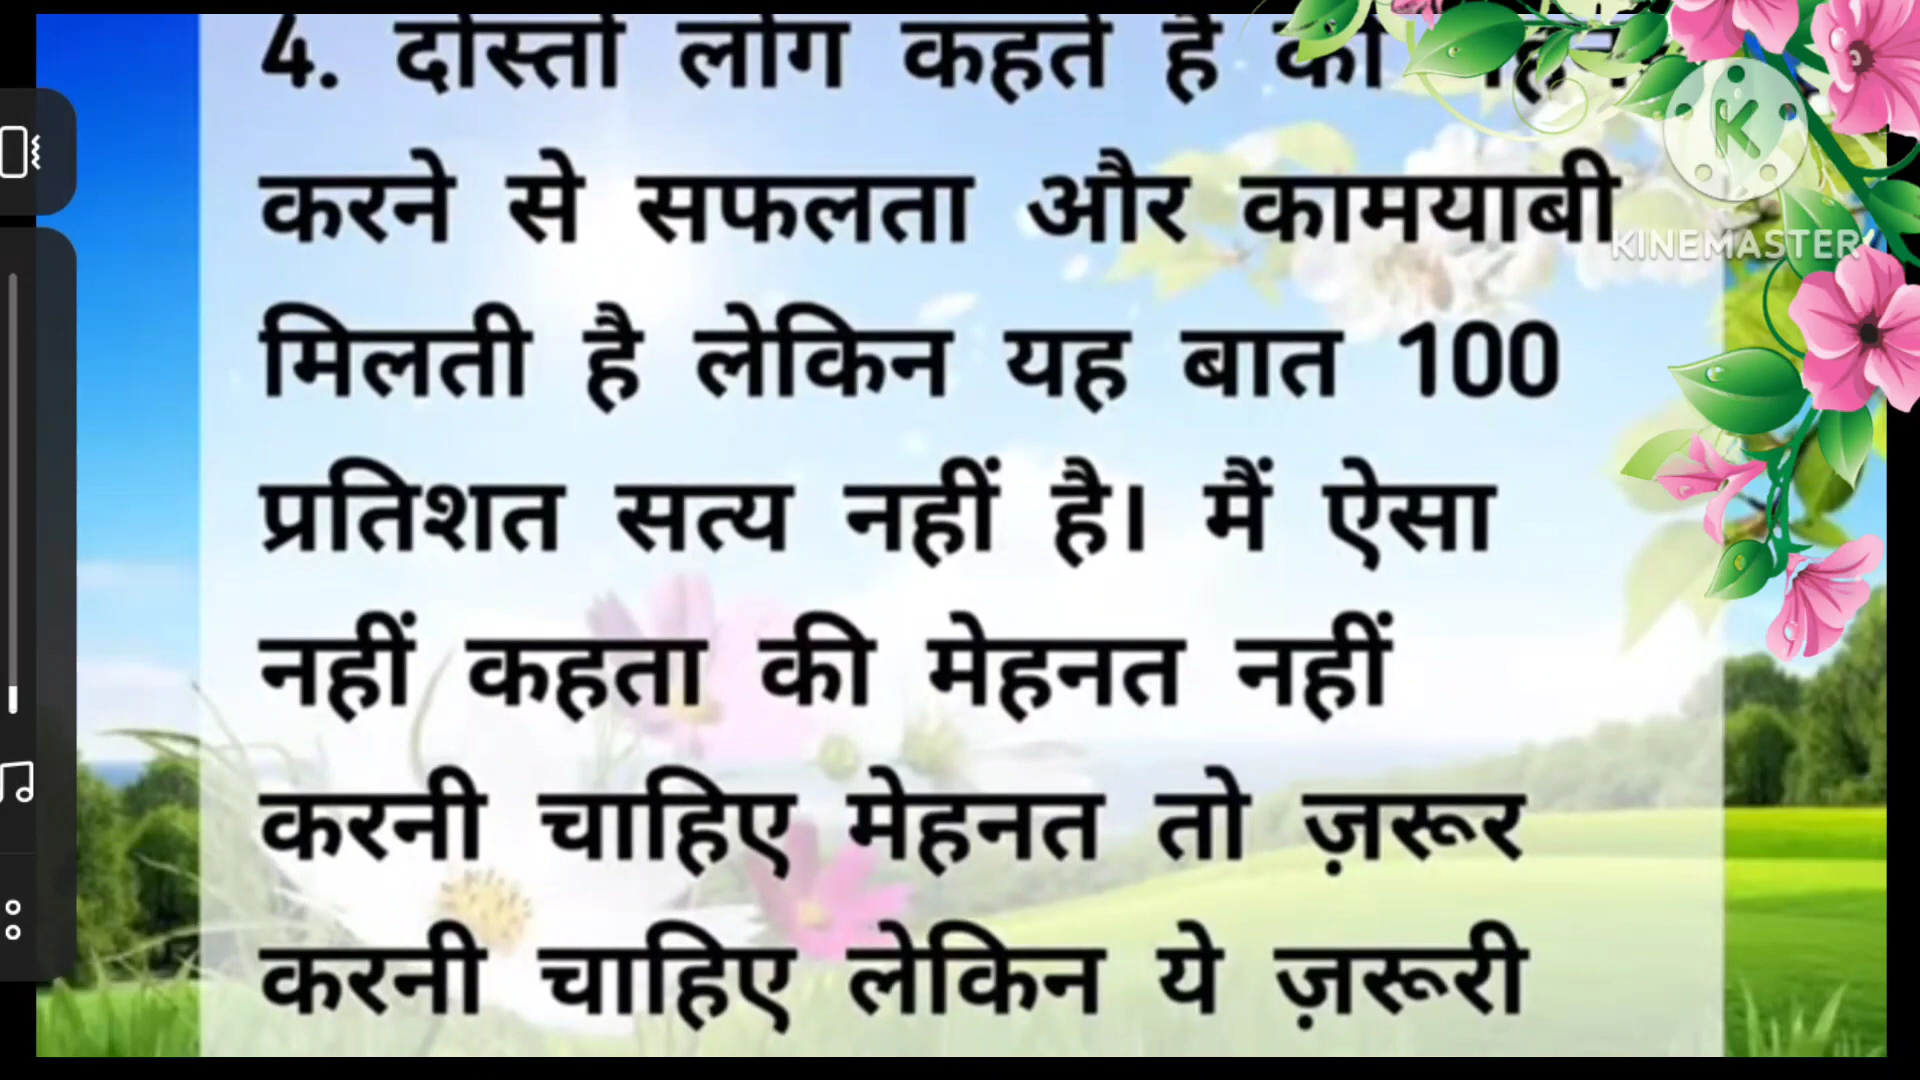 4. दोस्तों लोग कहते हैं की
करने से सफलता और कामयाबी
KINEMASTER
मिलती है लेकिन यह बात 100
प्रतिशत सत्य नहीं है। मैं ऐसा
नहीं कहता की मेहनत नहीं
करनी चाहिए मेहनत तो ज़रूर
करनी चाहिए लेकिन ये ज़रूरी